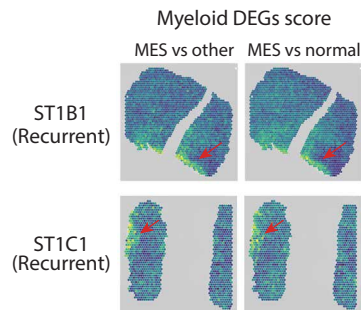 Myeloid DEGs score
MES vs other MES vs normal
ST1B1
(Recurrent)
ST1C1
(Recurrent)